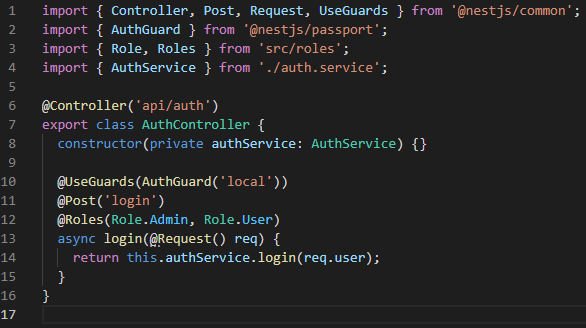 1 import { Controller, Post, Request, UseGuards } from '@nestjs/common';
2 import { AuthGuard } from '@nestjs/passport';
3 import { Role, Roles } from 'src/roles';
4 import { AuthService } from './auth.service';
5
6 @Controller('api/auth')
7 export class AuthController {
8   constructor(private authService: AuthService) {}
9
10   @UseGuards(AuthGuard('local'))
11   @Post('login')
12   @Roles(Role.Admin, Role.User)
13   async login(@Request() req) {
14     return this.authService.login(req.user);
15   }
16 }
17